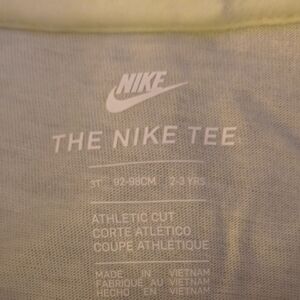 NIKE
THE NIKE TEE
3T 92-98CM 2-3 YRS
ATHLETIC CUT
CORTE ATLÉTICO
COUPE ATHLÉTIQUE
MADE IN VIETNAM
FABRIQUÉ AU VIETNAM
HECHO EN VIETNAM